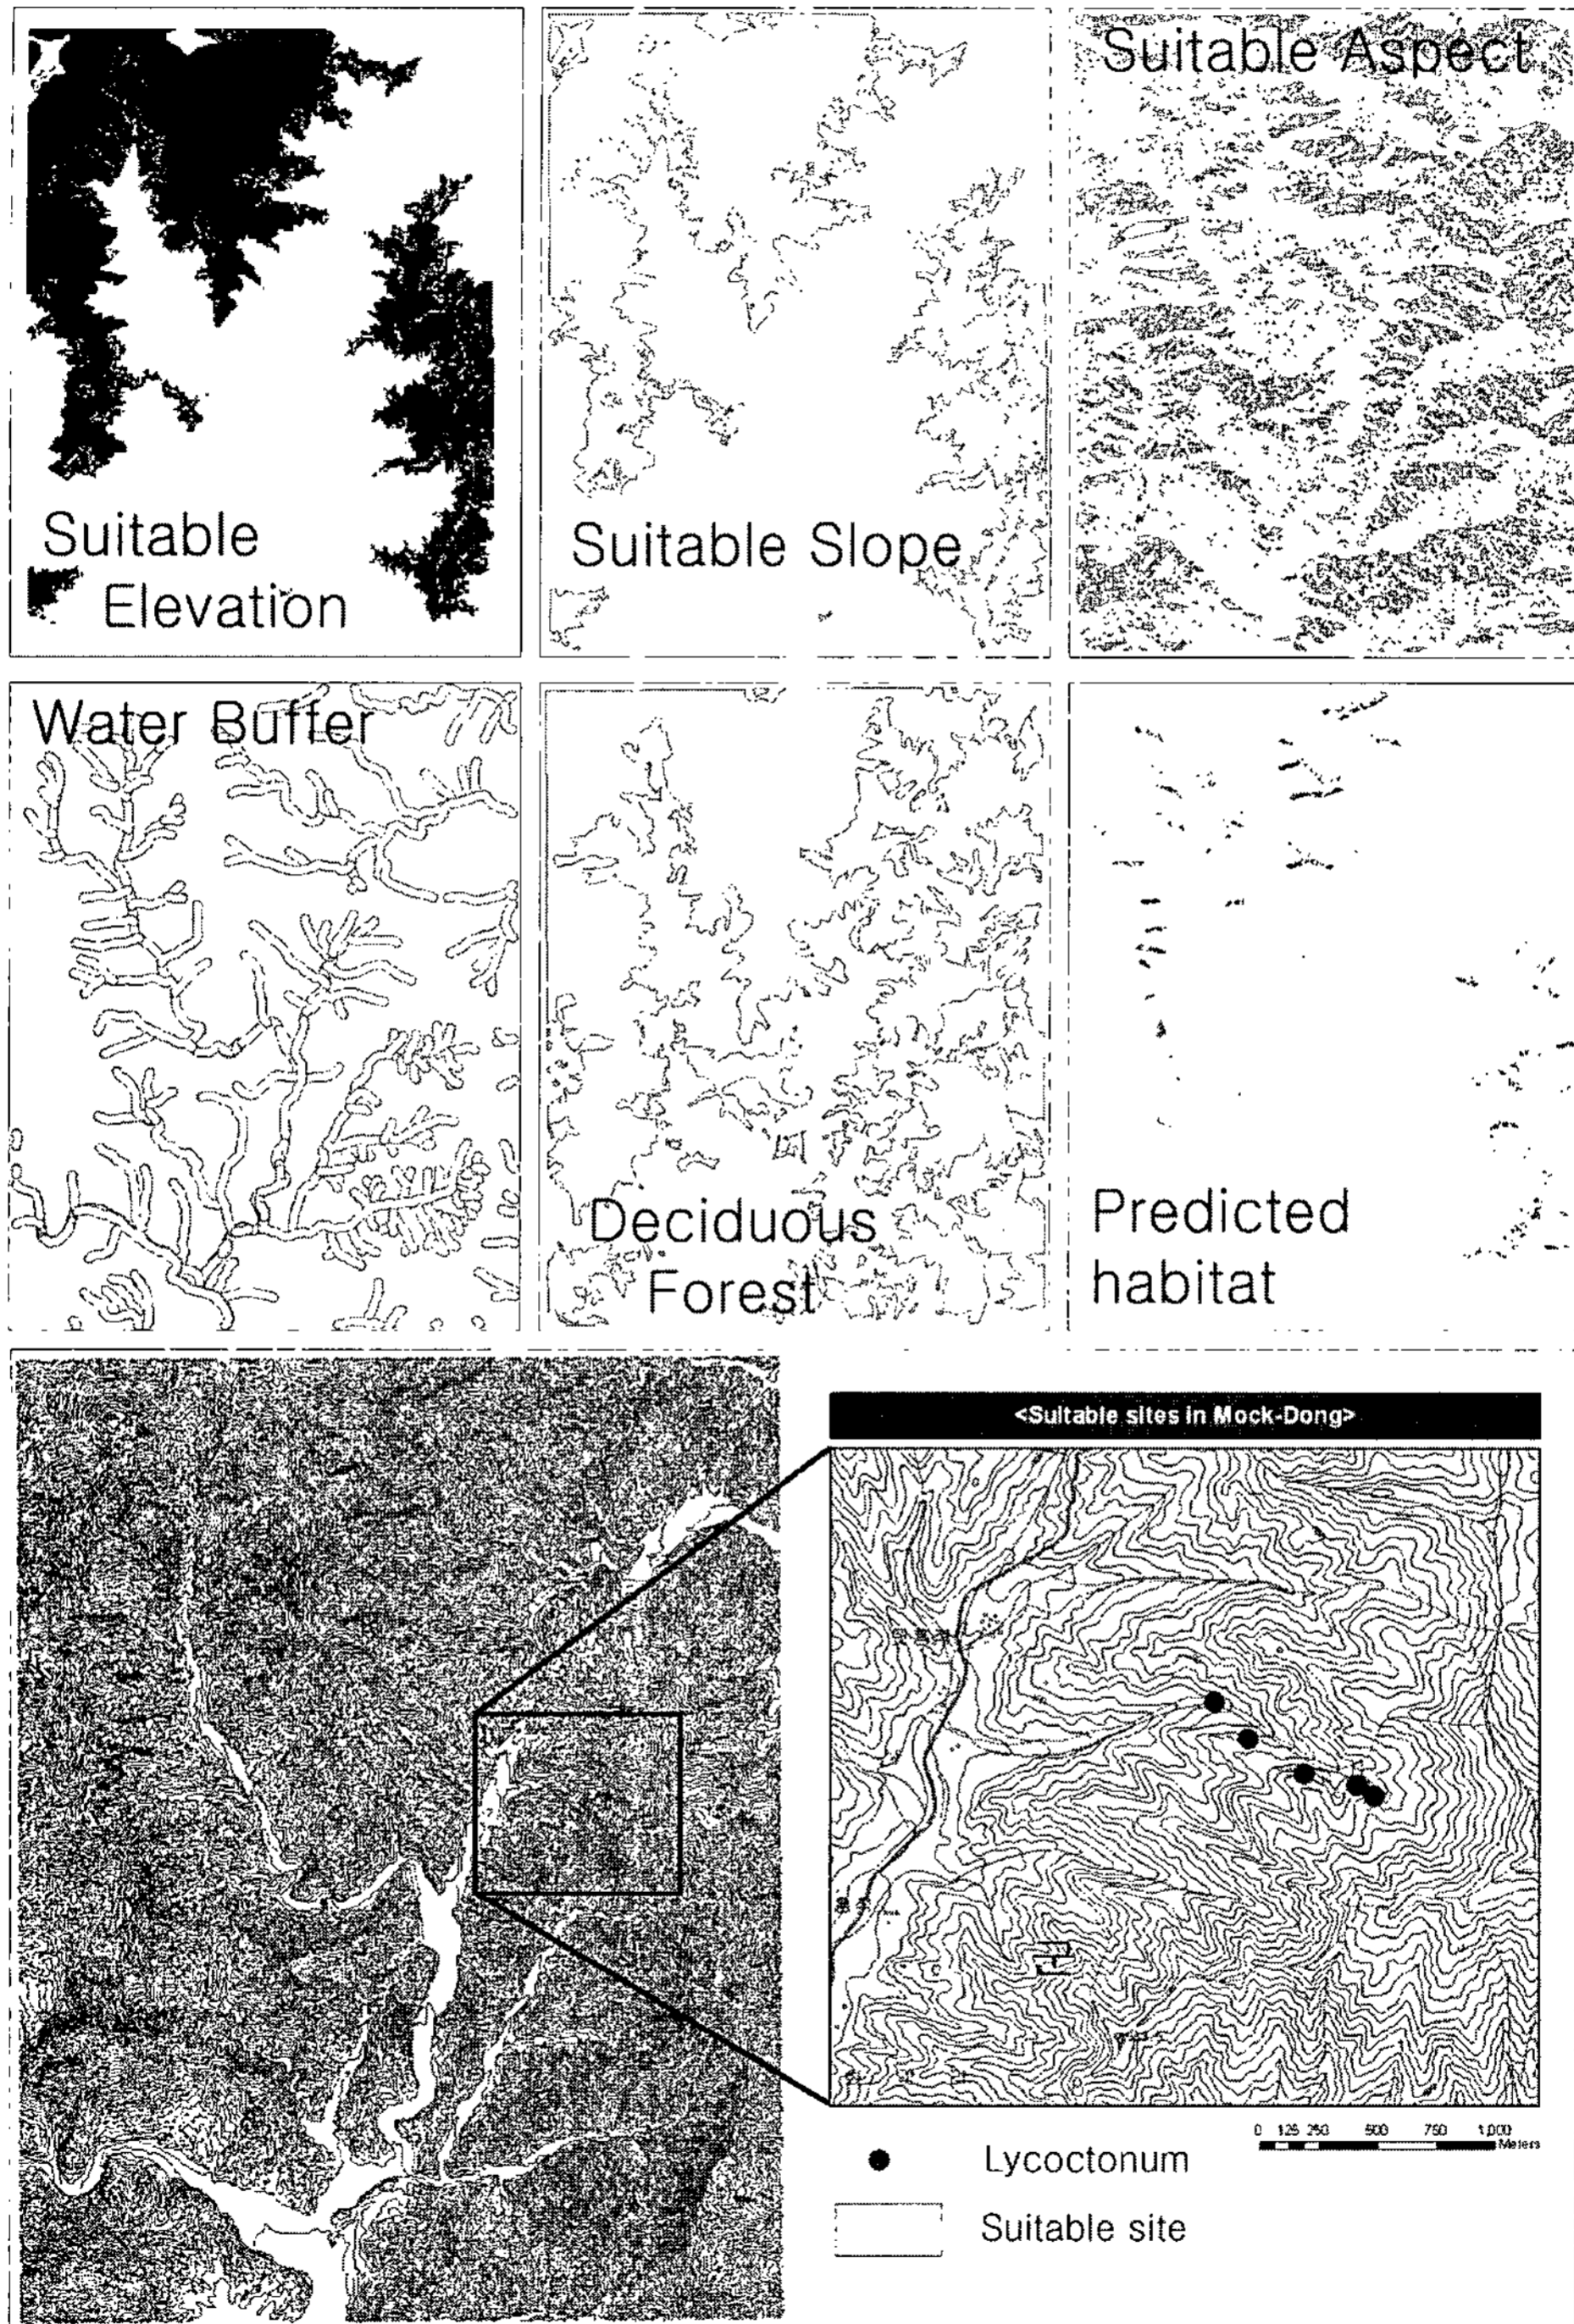 Suitable
Elevation
Suitable Slope
Suitable Aspect
Water Buffer
Deciduous
Forest
Predicted
habitat
<Suitable sites in Mock-Dong>
0 125 250 500 750 1,000
Meters
Lycoctonum
Suitable site